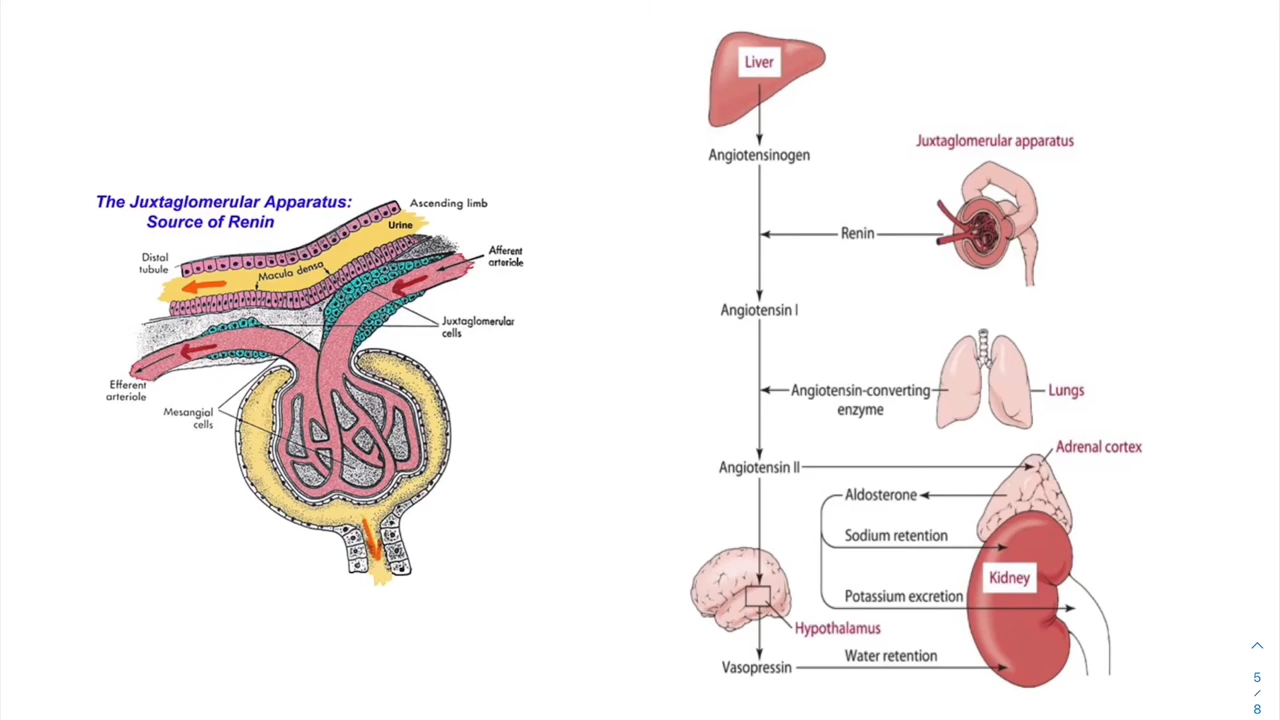 The Juxtaglomerular Apparatus:
Source of Renin
Ascending limb
Urine
Distal
tubule
Macula densa
Afferent
arteriole
Juxtaglomerular
cells
Efferent
arteriole
Mesangial
cells
Liver
Angiotensinogen
Juxtaglomerular apparatus
Renin
Angiotensin I
Angiotensin-converting
enzyme
Lungs
Adrenal cortex
Angiotensin II
Aldosterone
Sodium retention
Kidney
Potassium excretion
Hypothalamus
Water retention
Vasopressin
5
/
8